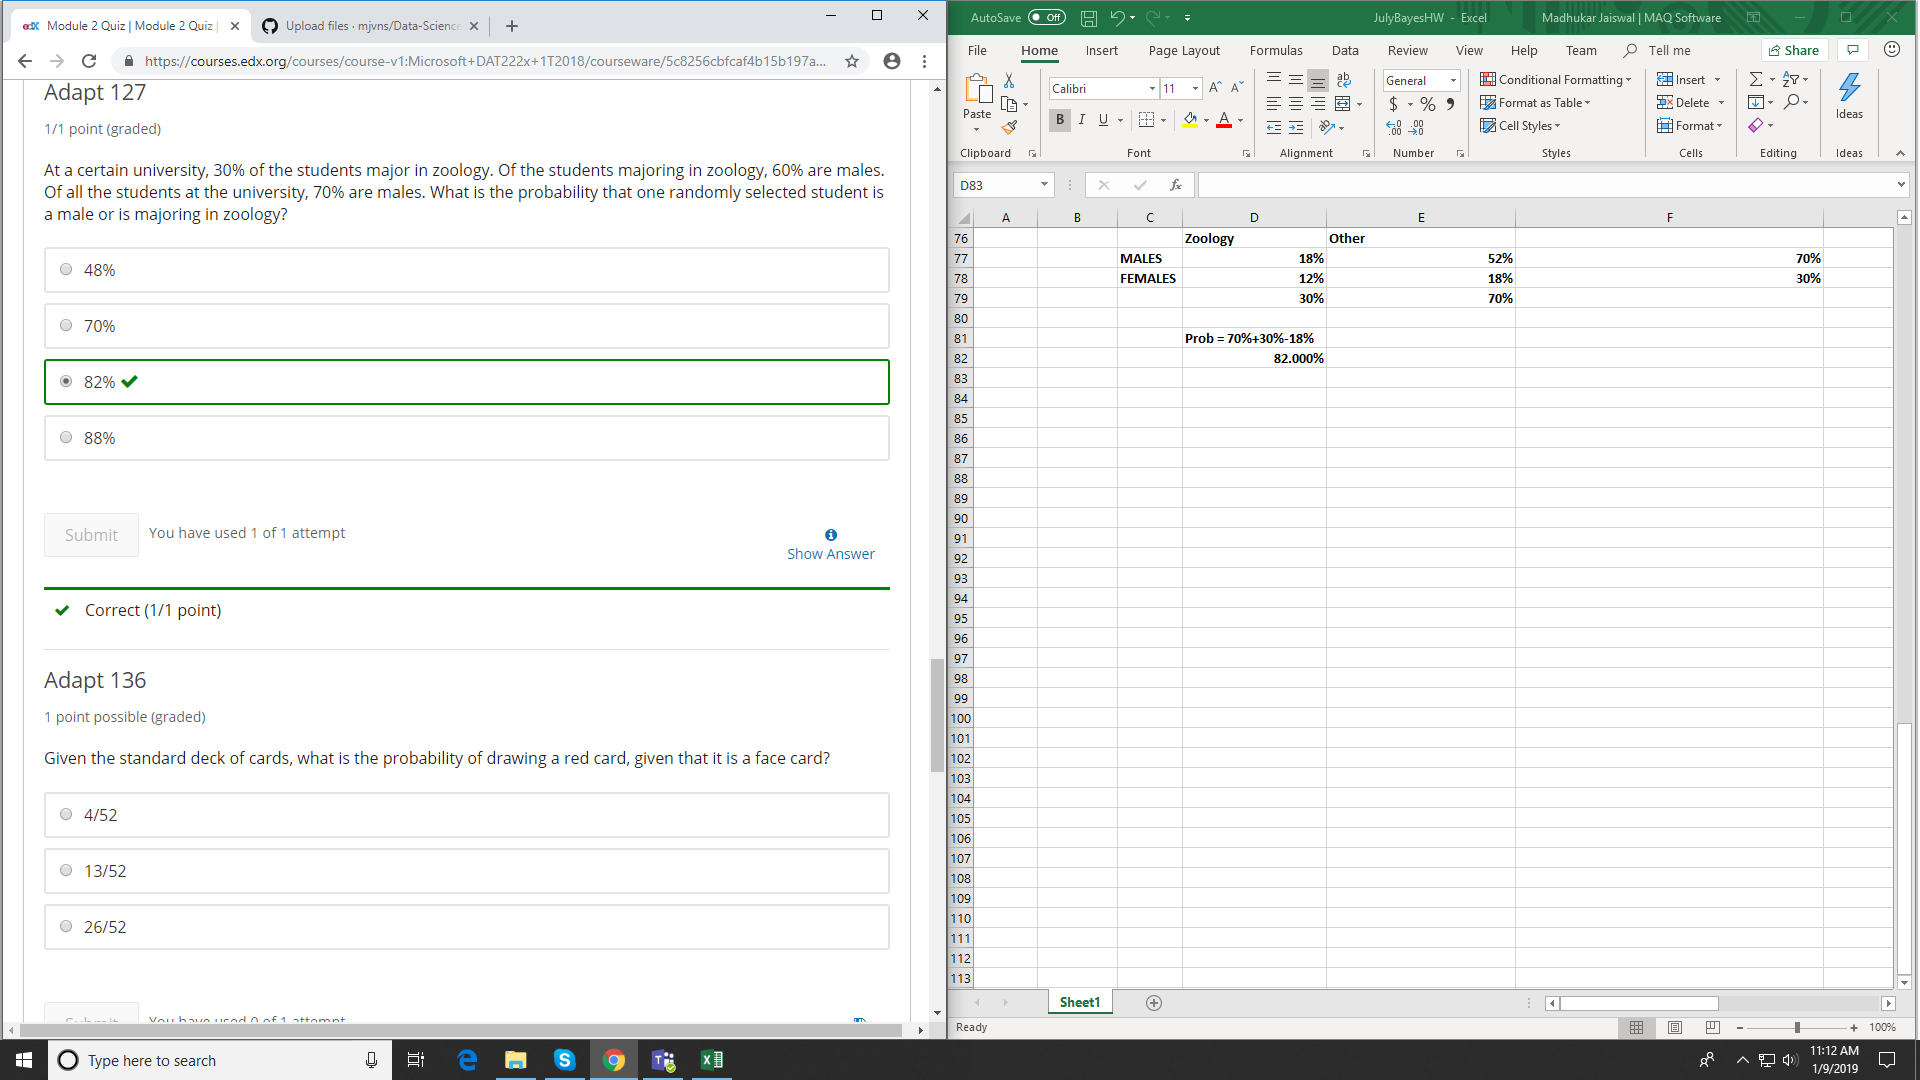 Module 2 Quiz | Module 2 Quiz |
Upload files · mjvns/Data-Science
https://courses.edx.org/courses/course-v1:Microsoft+DAT222x+1T2018/courseware/5c8256cbfcaf4b15b197a...
Adapt 127
1/1 point (graded)
At a certain university, 30% of the students major in zoology. Of the students majoring in zoology, 60% are males.
Of all the students at the university, 70% are males. What is the probability that one randomly selected student is
a male or is majoring in zoology?
48%
70%
82%
88%
Submit
You have used 1 of 1 attempt
Show Answer
Correct (1/1 point)
Adapt 136
1 point possible (graded)
Given the standard deck of cards, what is the probability of drawing a red card, given that it is a face card?
4/52
13/52
26/52
Submit
You have used 0 of 1 attempt
AutoSave Off
JulyBayesHW - Excel
Madhukar Jaiswal | MAQ Software
File Home Insert Page Layout Formulas Data Review View Help Team Tell me Share
Paste
Calibri 11
B I U
General
$ % ,
Conditional Formatting
Format as Table
Cell Styles
Insert
Delete
Format
Ideas
Clipboard Font Alignment Number Styles Cells Editing Ideas
D83
fx
A B C D E F
76 Zoology Other
77 MALES 18% 52% 70%
78 FEMALES 12% 18% 30%
79 30% 70%
80
81 Prob = 70%+30%-18%
82 82.000%
83
84
85
86
87
88
89
90
91
92
93
94
95
96
97
98
99
100
101
102
103
104
105
106
107
108
109
110
111
112
113
Sheet1
Ready
100%
Type here to search
11:12 AM
1/9/2019